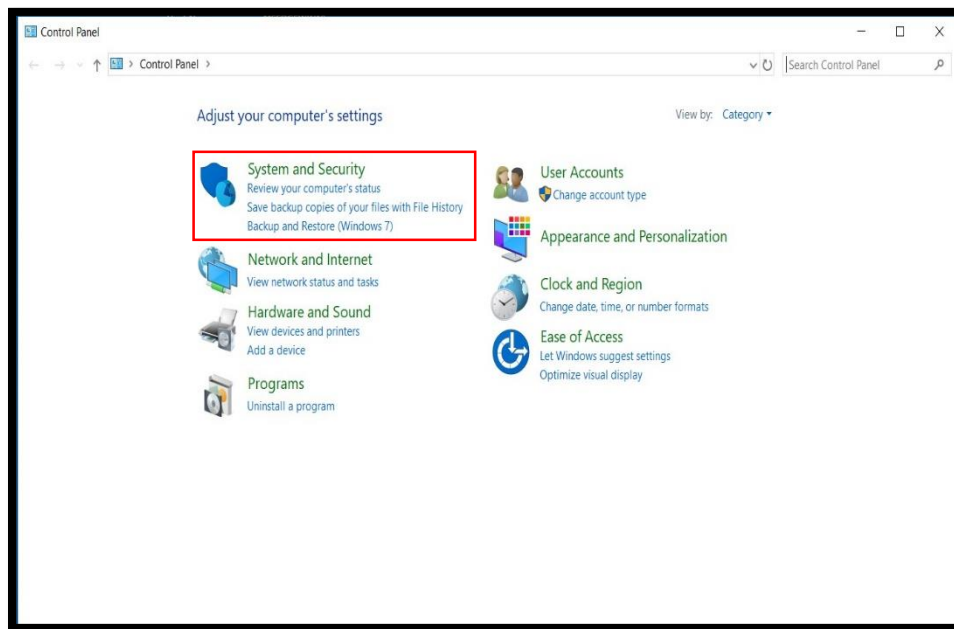 Control Panel
Control Panel
Search Control Panel
Adjust your computer's settings
View by: Category
System and Security
Review your computer's status
Save backup copies of your files with File History
Backup and Restore (Windows 7)
Network and Internet
View network status and tasks
Hardware and Sound
View devices and printers
Add a device
Programs
Uninstall a program
User Accounts
Change account type
Appearance and Personalization
Clock and Region
Change date, time, or number formats
Ease of Access
Let Windows suggest settings
Optimize visual display